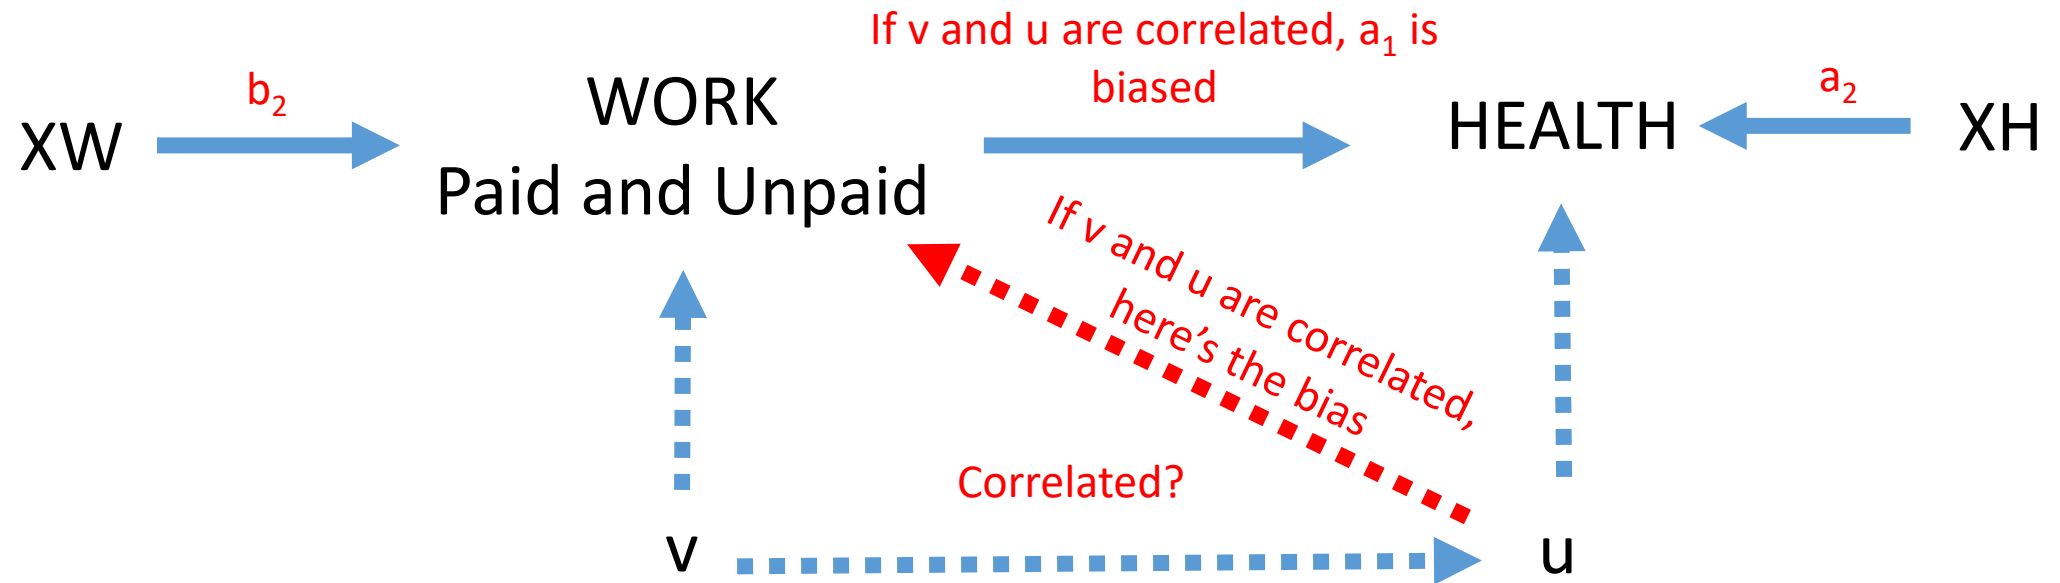 If v and u are correlated, a₁ is
biased
b₂
XW
WORK
Paid and Unpaid
HEALTH
a₂
XH
If v and u are correlated,
here’s the bias
Correlated?
v
u